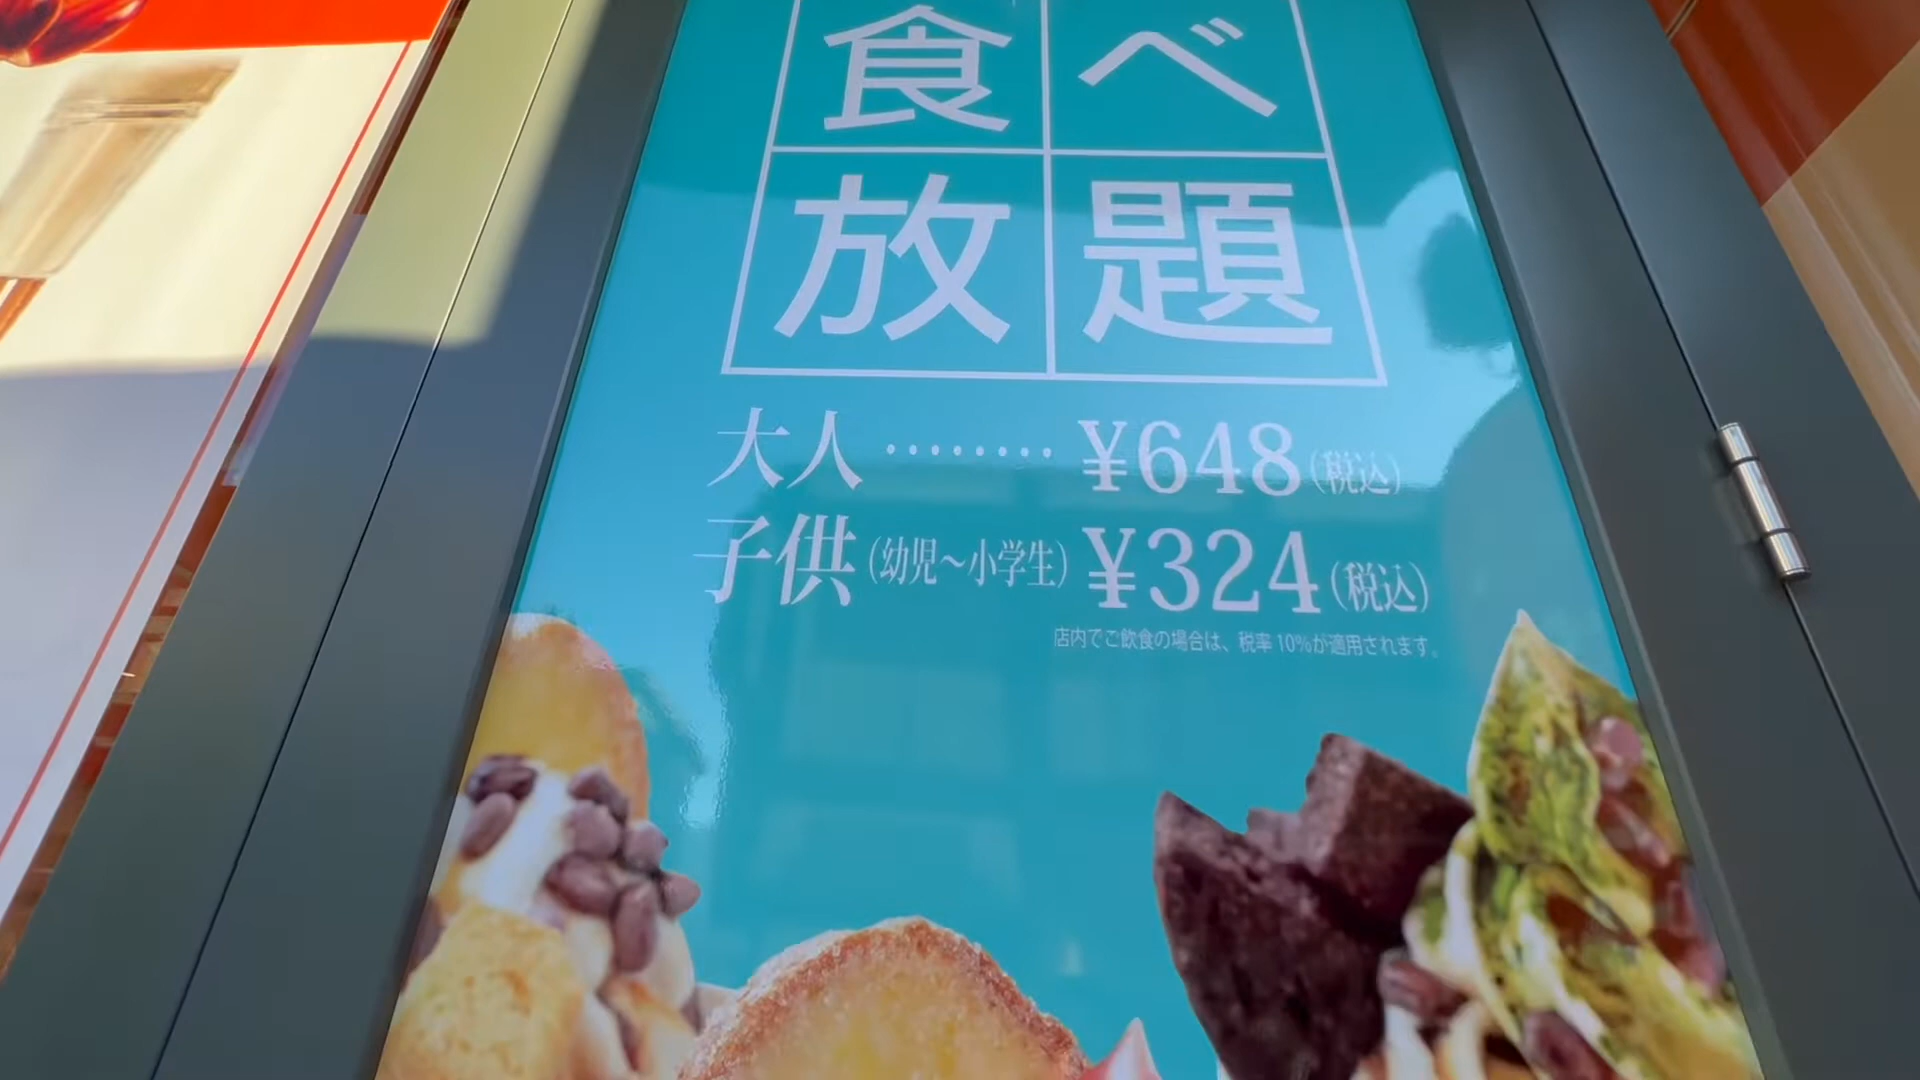 食べ
放題
大人‥‥‥‥¥648(税込)
子供(幼児〜小学生)¥324(税込)
店内でご飲食の場合は、税率10%が適用されます。